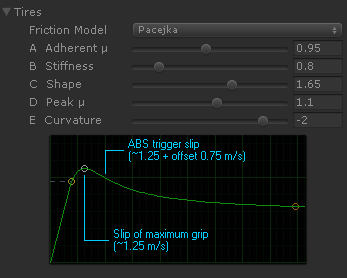 Tires
Friction Model Pacejka
A Adherent µ 0.95
B Stiffness 0.8
C Shape 1.65
D Peak µ 1.1
E Curvature -2
ABS trigger slip
(~1.25 + offset 0.75 m/s)
Slip of maximum grip
(~1.25 m/s)